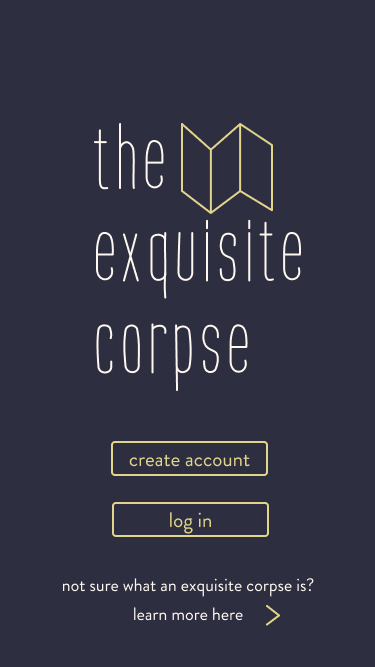 the
exquisite
corpse
create account
log in
not sure what an exquisite corpse is?
learn more here